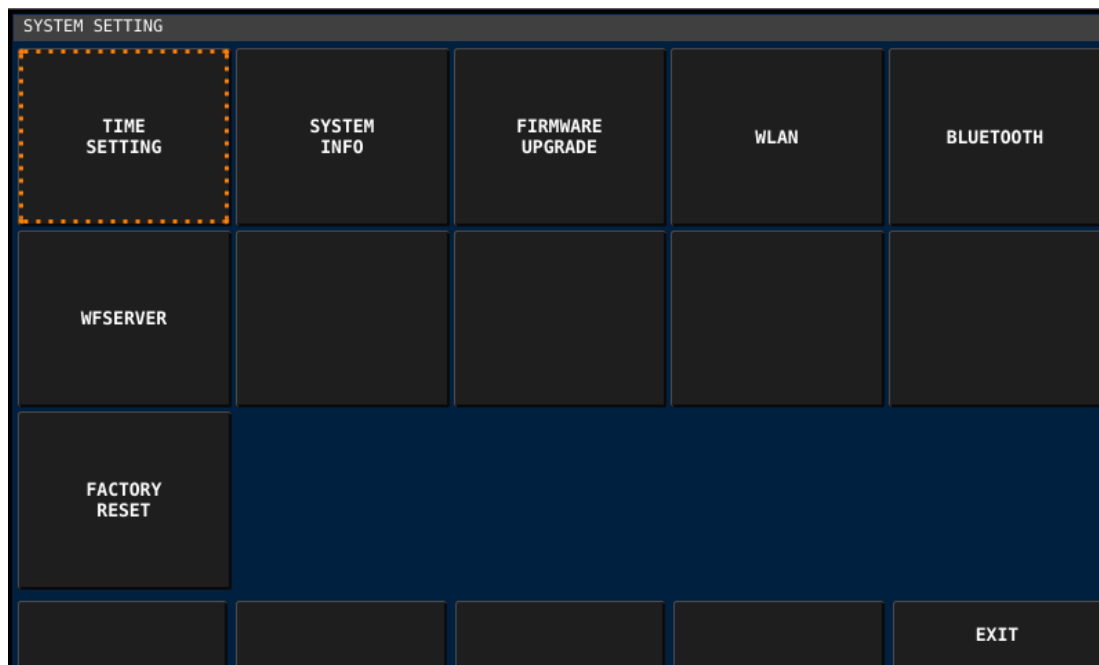 SYSTEM SETTING
TIME
SETTING
SYSTEM
INFO
FIRMWARE
UPGRADE
WLAN
BLUETOOTH
WFSERVER
FACTORY
RESET
EXIT